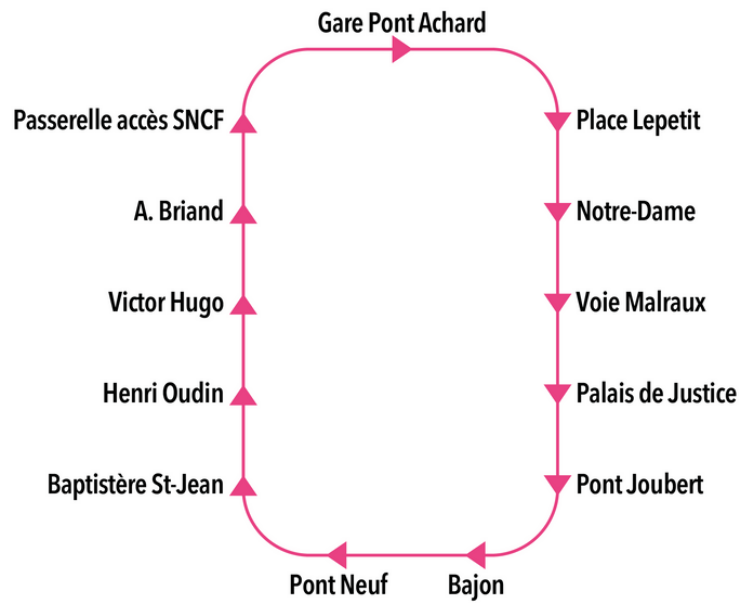 Gare Pont Achard
Passerelle accès SNCF
Place Lepetit
A. Briand
Notre-Dame
Victor Hugo
Voie Malraux
Henri Oudin
Palais de Justice
Baptistère St-Jean
Pont Joubert
Pont Neuf
Bajon